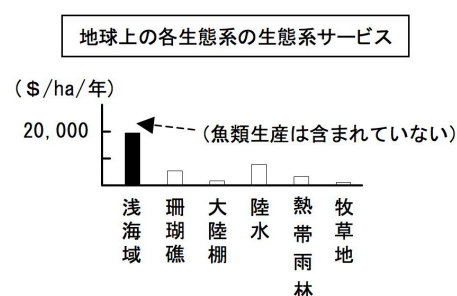 地球上の各生態系の生態系サービス
(＄/ha/年)
20,000
(魚類生産は含まれていない)
浅海域
珊瑚礁
大陸棚
陸水
熱帯雨林
牧草地